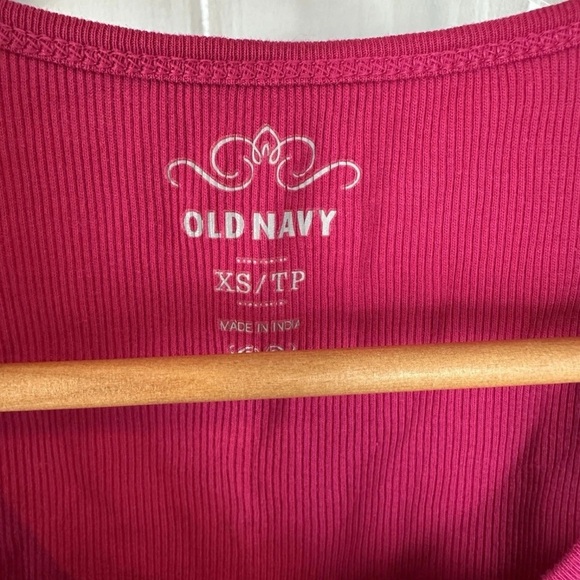 OLD NAVY
XS/TP
MADE IN INDIA